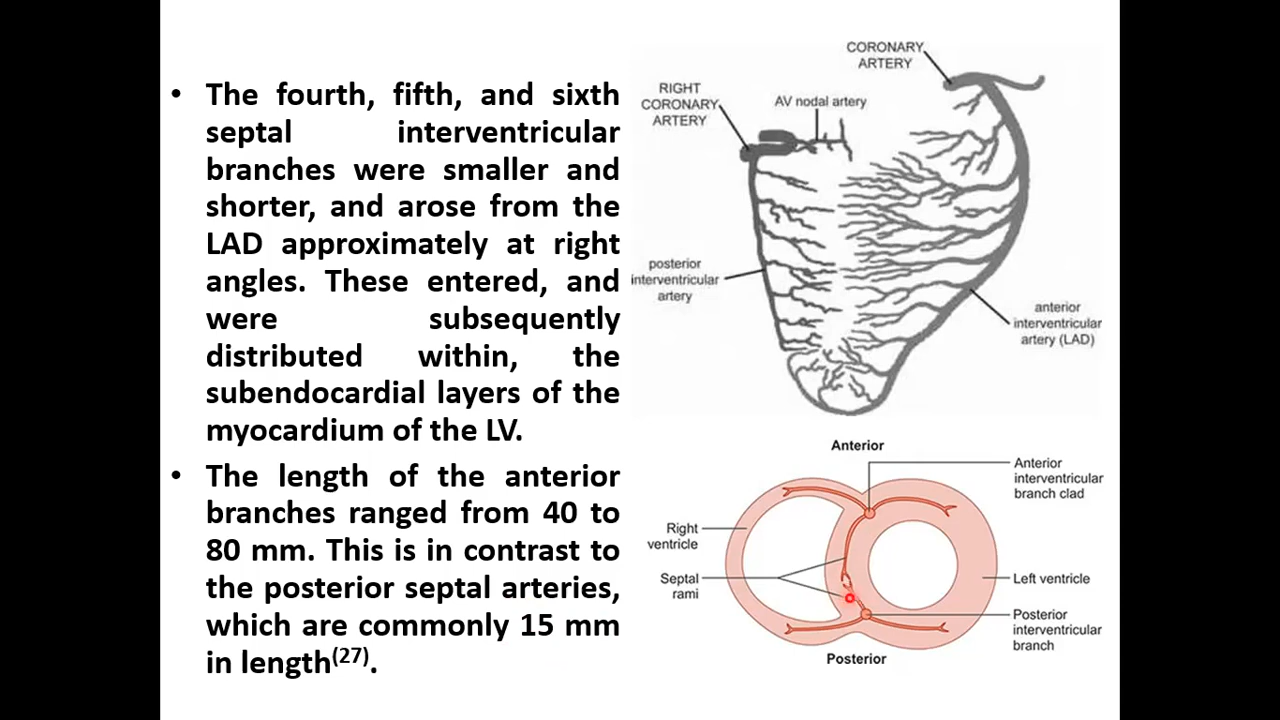 • The fourth, fifth, and sixth
septal interventricular
branches were smaller and
shorter, and arose from the
LAD approximately at right
angles. These entered, and
were subsequently
distributed within, the
subendocardial layers of the
myocardium of the LV.
• The length of the anterior
branches ranged from 40 to
80 mm. This is in contrast to
the posterior septal arteries,
which are commonly 15 mm
in length(27).
CORONARY
ARTERY
RIGHT
CORONARY
ARTERY
AV nodal artery
posterior
interventricular
artery
anterior
interventricular
artery (LAD)
Anterior
Anterior
interventricular
branch clad
Right
ventricle
Septal
rami
Left ventricle
Posterior
interventricular
branch
Posterior